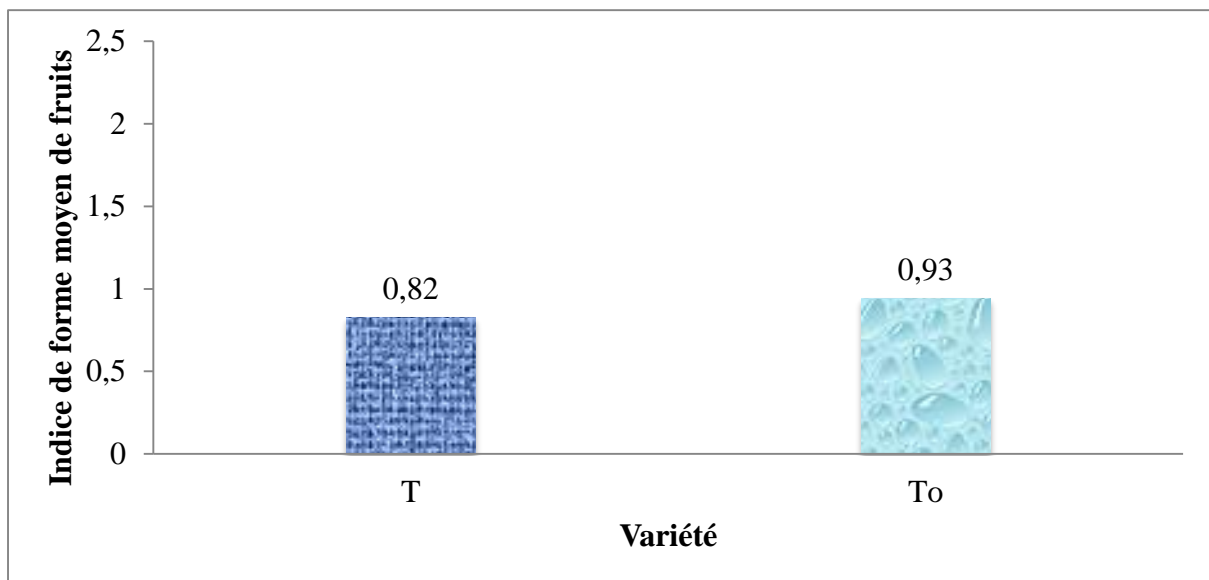 Indice de forme moyen de fruits
2,5
2
1,5
1
0,5
0
0,82
0,93
T
To
Variété